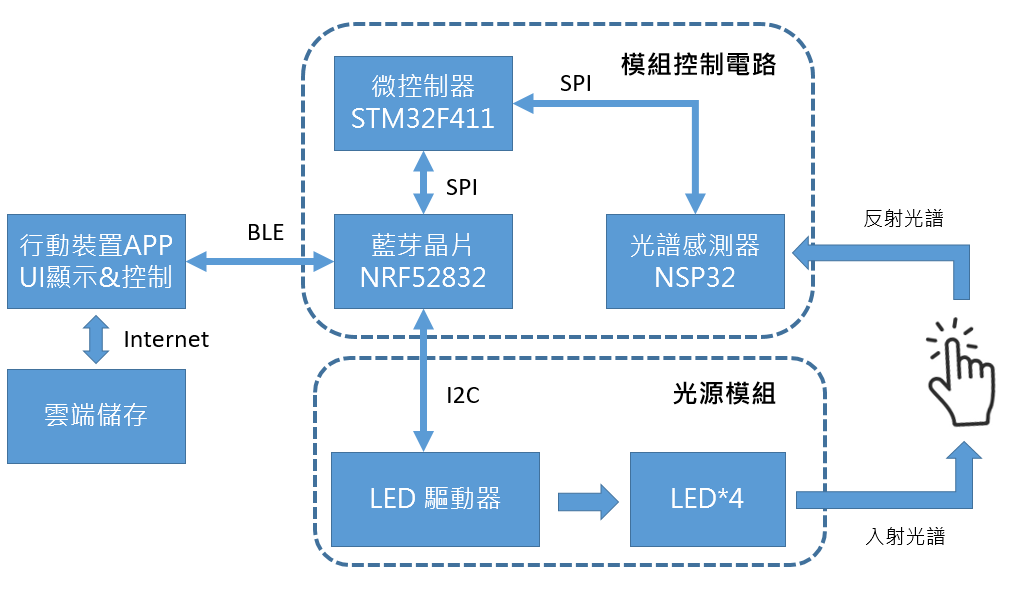 模組控制電路
微控制器
STM32F411
SPI
SPI
反射光譜
行動裝置APP
UI顯示&控制
BLE
藍芽晶片
NRF52832
光譜感測器
NSP32
Internet
雲端儲存
I2C
光源模組
LED 驅動器
LED*4
入射光譜